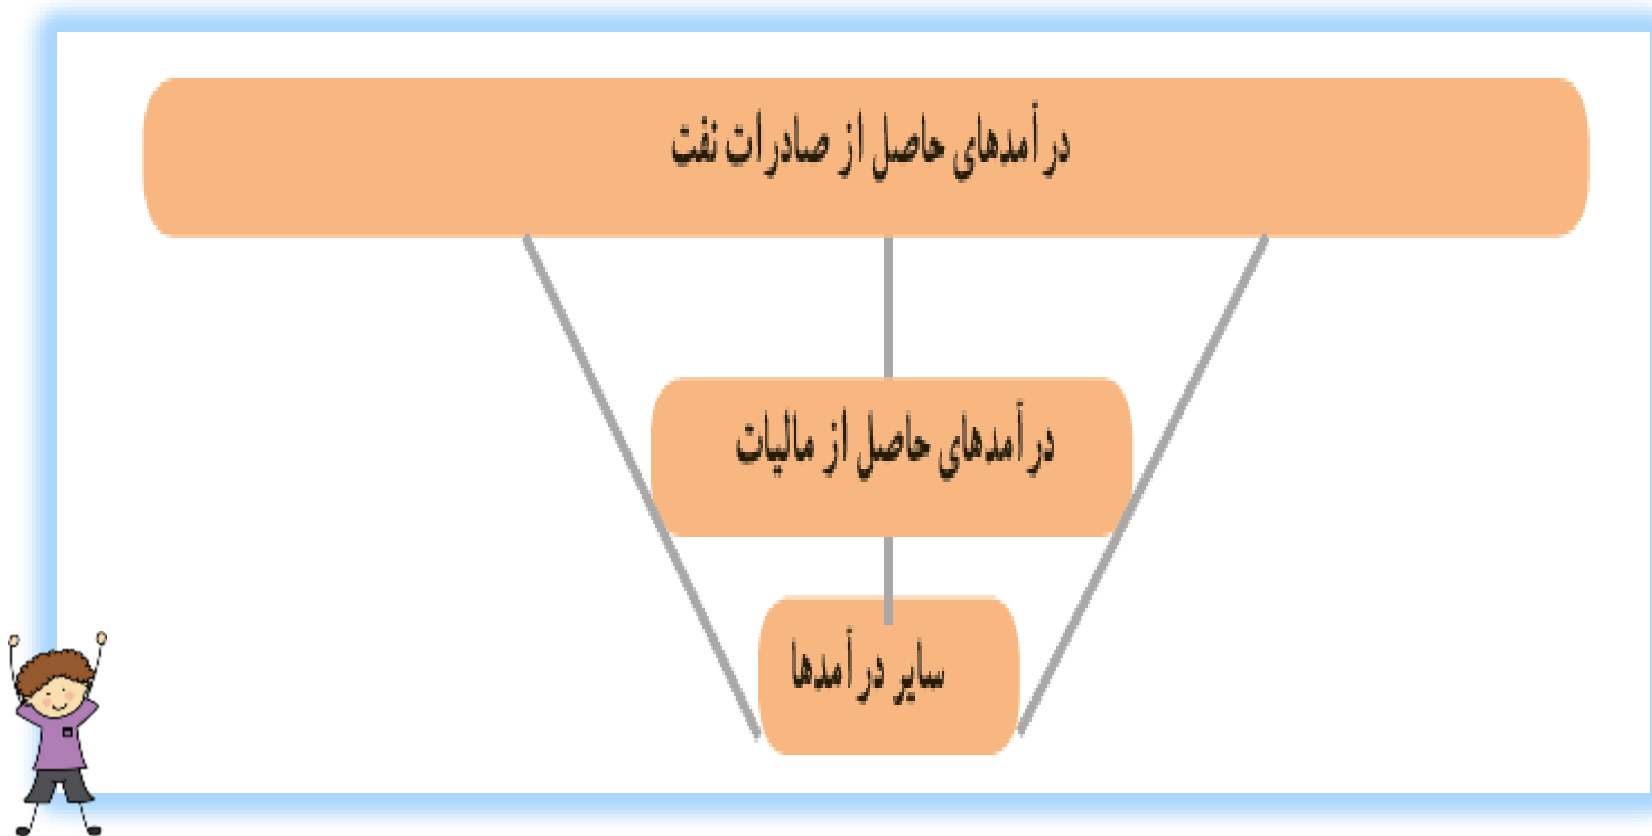 درآمدهای حاصل از صادرات نفت
درآمدهای حاصل از مالیات
سایر درآمدها